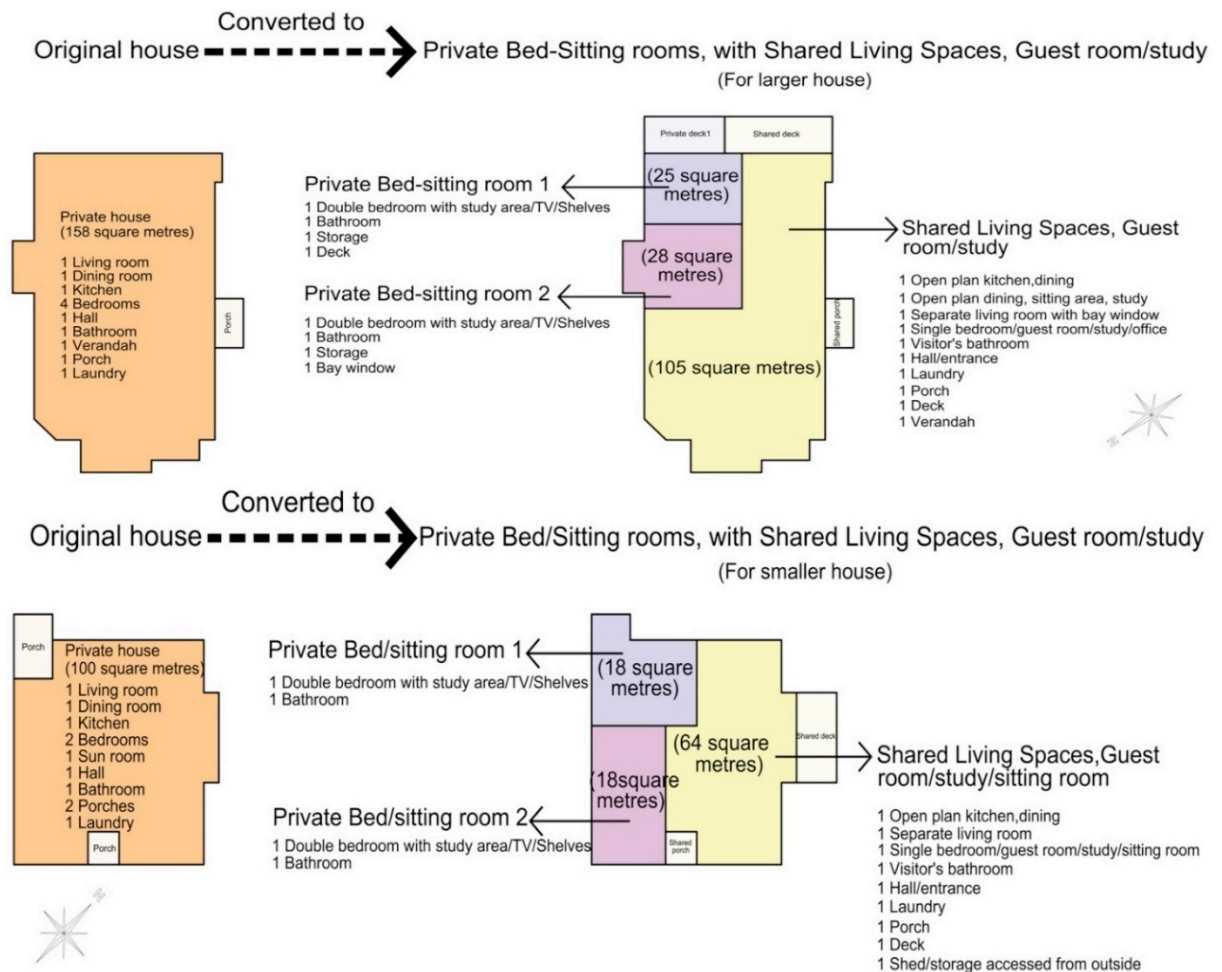 Converted to
Original house
Private Bed-Sitting rooms, with Shared Living Spaces, Guest room/study
(For larger house)
Private house
(158 square metres)
1 Living room
1 Dining room
1 Kitchen
4 Bedrooms
1 Hall
1 Bathroom
1 Verandah
1 Porch
1 Laundry
Porch
Private Bed-sitting room 1
1 Double bedroom with study area/TV/Shelves
1 Bathroom
1 Storage
1 Deck
Private Bed-sitting room 2
1 Double bedroom with study area/TV/Shelves
1 Bathroom
1 Storage
1 Bay window
Private deck1
Shared deck
(25 square
metres)
(28 square
metres)
(105 square metres)
Shared porch
Shared Living Spaces, Guest
room/study
1 Open plan kitchen,dining
1 Open plan dining, sitting area, study
1 Separate living room with bay window
1 Single bedroom/guest room/study/office
1 Visitor's bathroom
1 Hall/entrance
1 Laundry
1 Porch
1 Deck
1 Verandah
Converted to
Original house
Private Bed/Sitting rooms, with Shared Living Spaces, Guest room/study
(For smaller house)
Porch
Private house
(100 square metres)
1 Living room
1 Dining room
1 Kitchen
2 Bedrooms
1 Sun room
1 Hall
1 Bathroom
2 Porches
1 Laundry
Porch
Private Bed/sitting room 1
1 Double bedroom with study area/TV/Shelves
1 Bathroom
Private Bed/sitting room 2
1 Double bedroom with study area/TV/Shelves
1 Bathroom
(18 square
metres)
(18square
metres)
(64 square
metres)
Shared deck
Shared
porch
Shared Living Spaces,Guest
room/study/sitting room
1 Open plan kitchen,dining
1 Separate living room
1 Single bedroom/guest room/study/sitting room
1 Visitor's bathroom
1 Hall/entrance
1 Laundry
1 Porch
1 Deck
1 Shed/storage accessed from outside